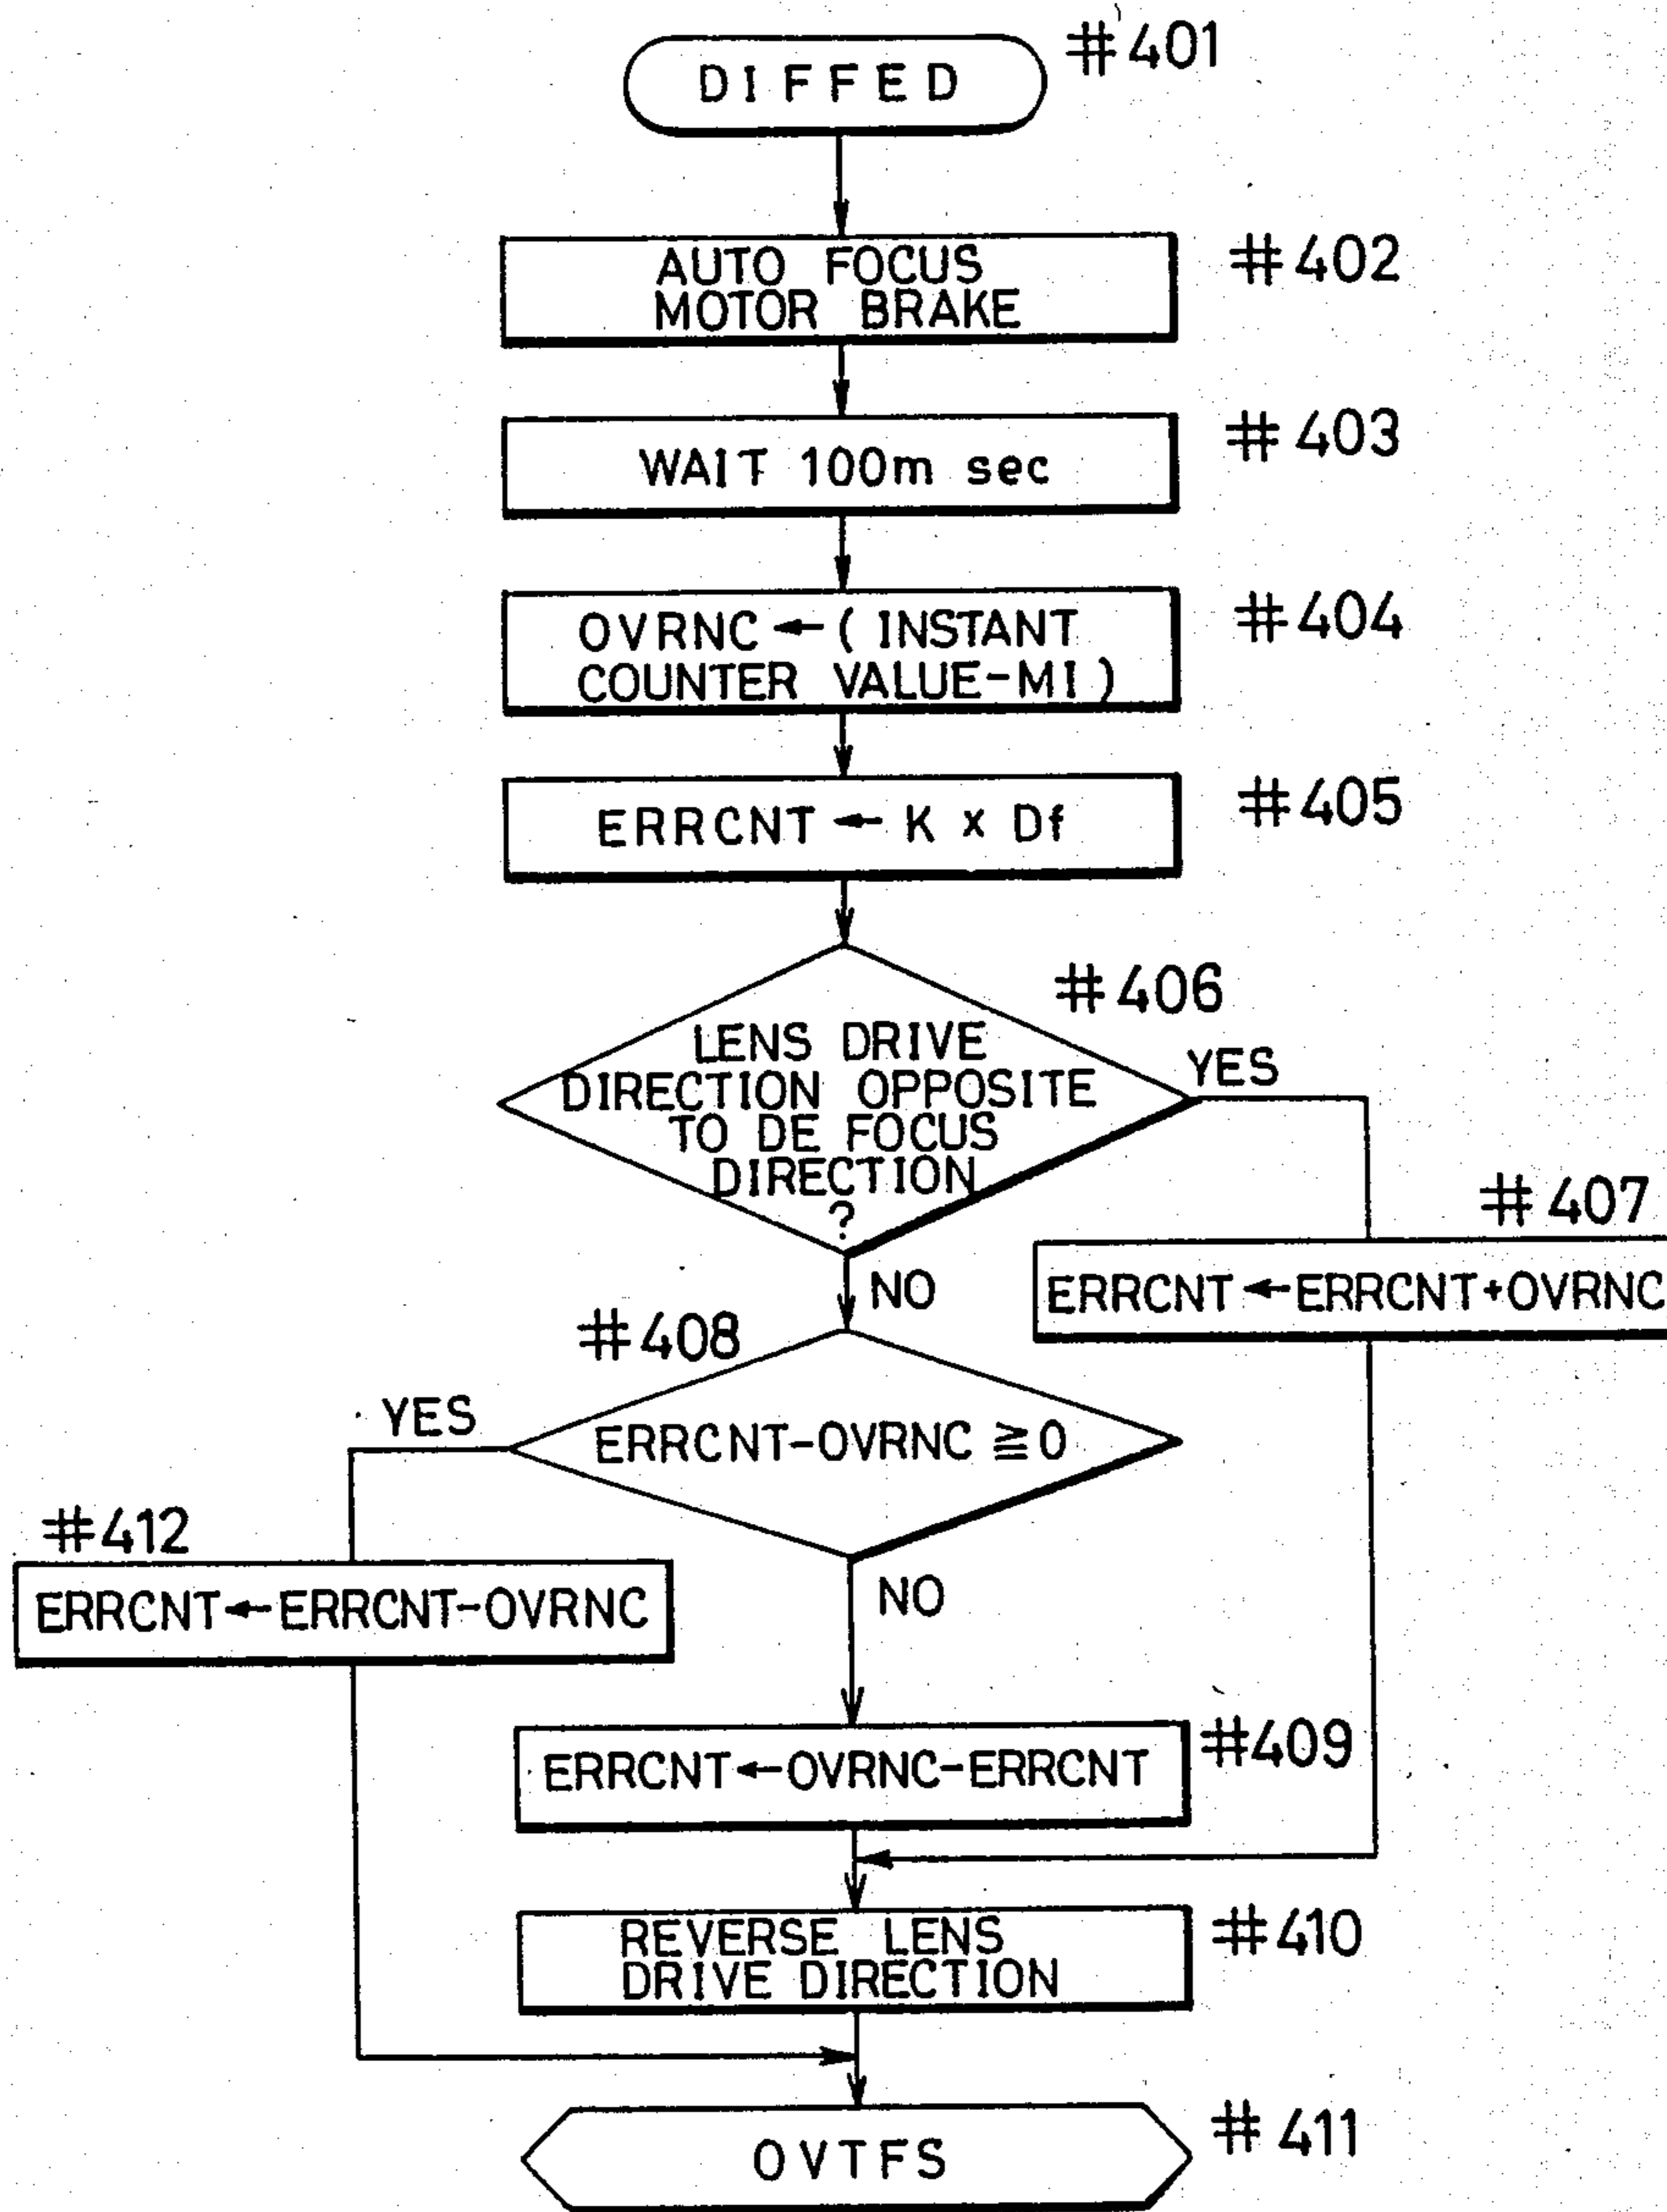 DIFFED
#401
AUTO FOCUS
MOTOR BRAKE
#402
WAIT 100m sec
#403
OVRNC ← ( INSTANT
COUNTER VALUE-MI )
#404
ERRCNT ← K x Df
#405
#406
LENS DRIVE
DIRECTION OPPOSITE
TO DE FOCUS
DIRECTION
?
YES
NO
#407
ERRCNT ← ERRCNT+OVRNC
#408
YES
ERRCNT-OVRNC ≧ 0
NO
#412
ERRCNT ← ERRCNT-OVRNC
ERRCNT ← OVRNC-ERRCNT
#409
REVERSE LENS
DRIVE DIRECTION
#410
OVTFS
#411